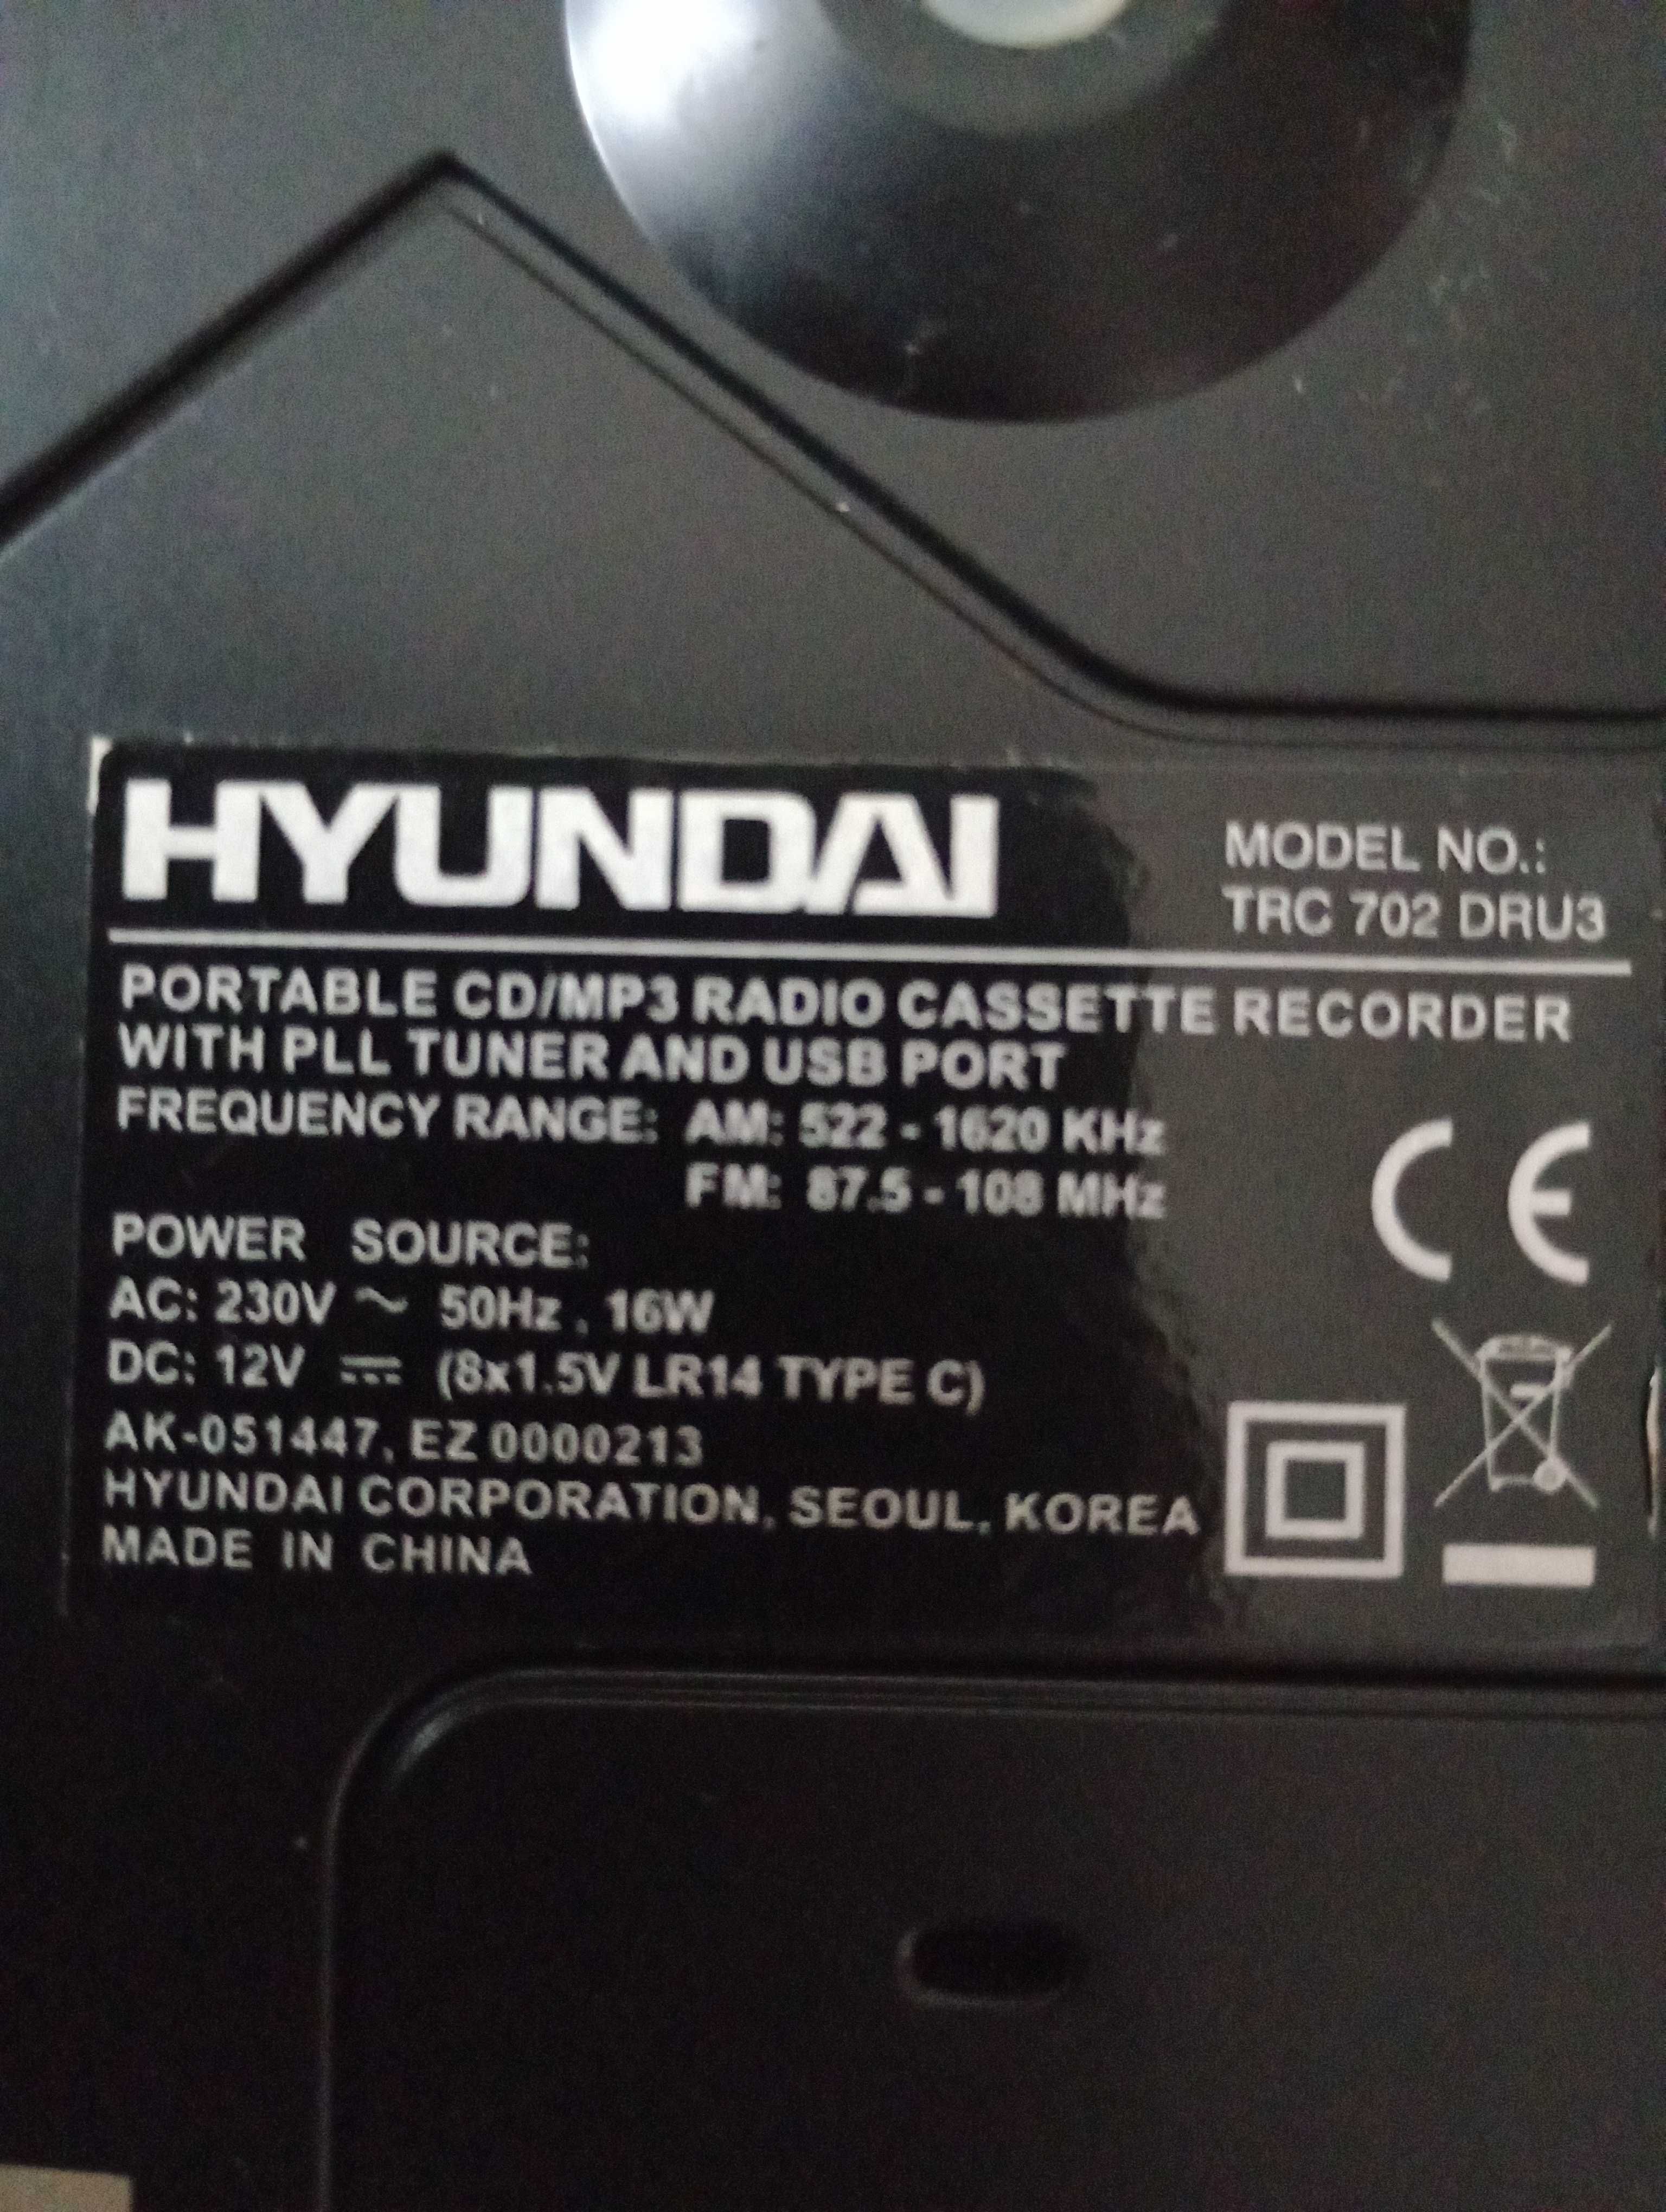 HYUNDAI
MODEL NO.:
TRC 702 DRU3
PORTABLE CD/MP3 RADIO CASSETTE RECORDER
WITH PLL TUNER AND USB PORT
FREQUENCY RANGE: AM: 522 - 1620 KHz
FM: 87.5 - 108 MHz
POWER SOURCE:
AC: 230V ~ 50Hz , 16W
DC: 12V ⎓ (8x1.5V LR14 TYPE C)
AK-051447, EZ 0000213
HYUNDAI CORPORATION, SEOUL, KOREA
MADE IN CHINA
CE